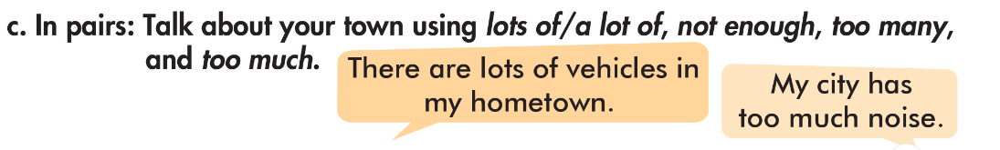 c. In pairs: Talk about your town using lots of/a lot of, not enough, too many,
and too much.
There are lots of vehicles in
my hometown.
My city has
too much noise.